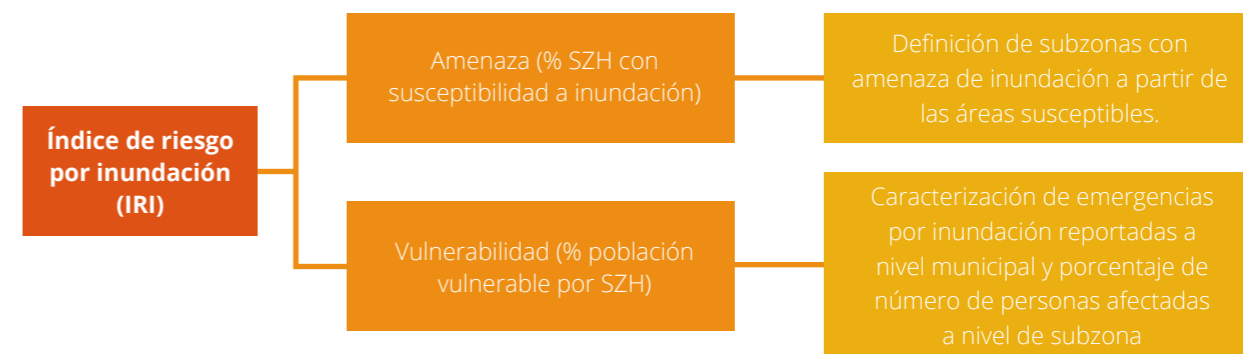 Índice de riesgo
por inundación
(IRI)
Amenaza (% SZH con
susceptibilidad a inundación)
Definición de subzonas con
amenaza de inundación a partir de
las áreas susceptibles.
Vulnerabilidad (% población
vulnerable por SZH)
Caracterización de emergencias
por inundación reportadas a
nivel municipal y porcentaje de
número de personas afectadas
a nivel de subzona